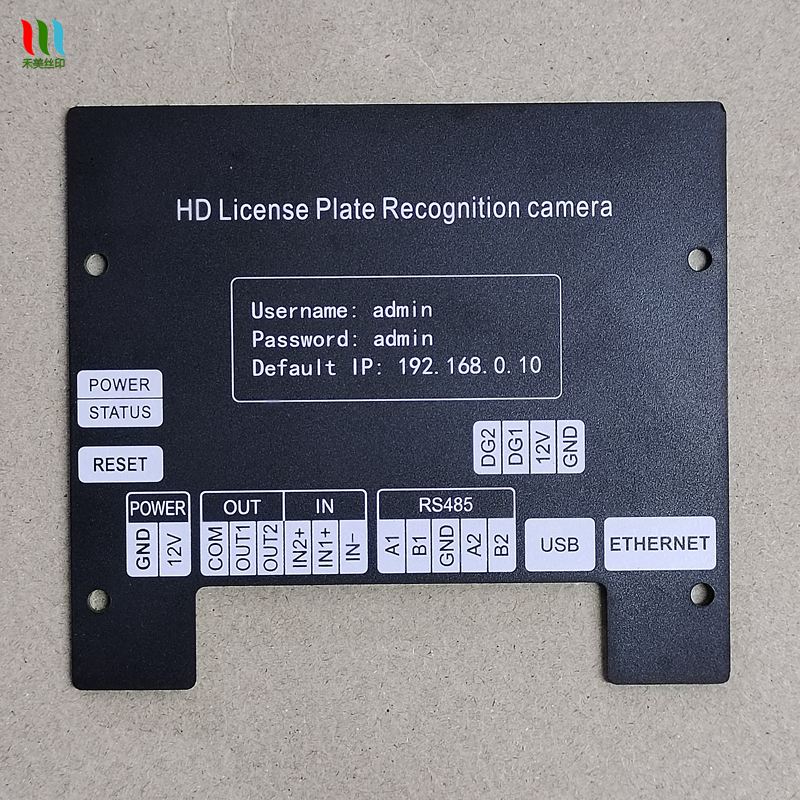 禾美丝印
HD License Plate Recognition camera
Username: admin
Password: admin
Default IP: 192.168.0.10
POWER
STATUS
RESET
DG2 DG1 12V GND
POWER OUT IN RS485
GND 12V COM OUT1 OUT2 IN2+ IN1+ IN- A1 B1 GND A2 B2 USB ETHERNET